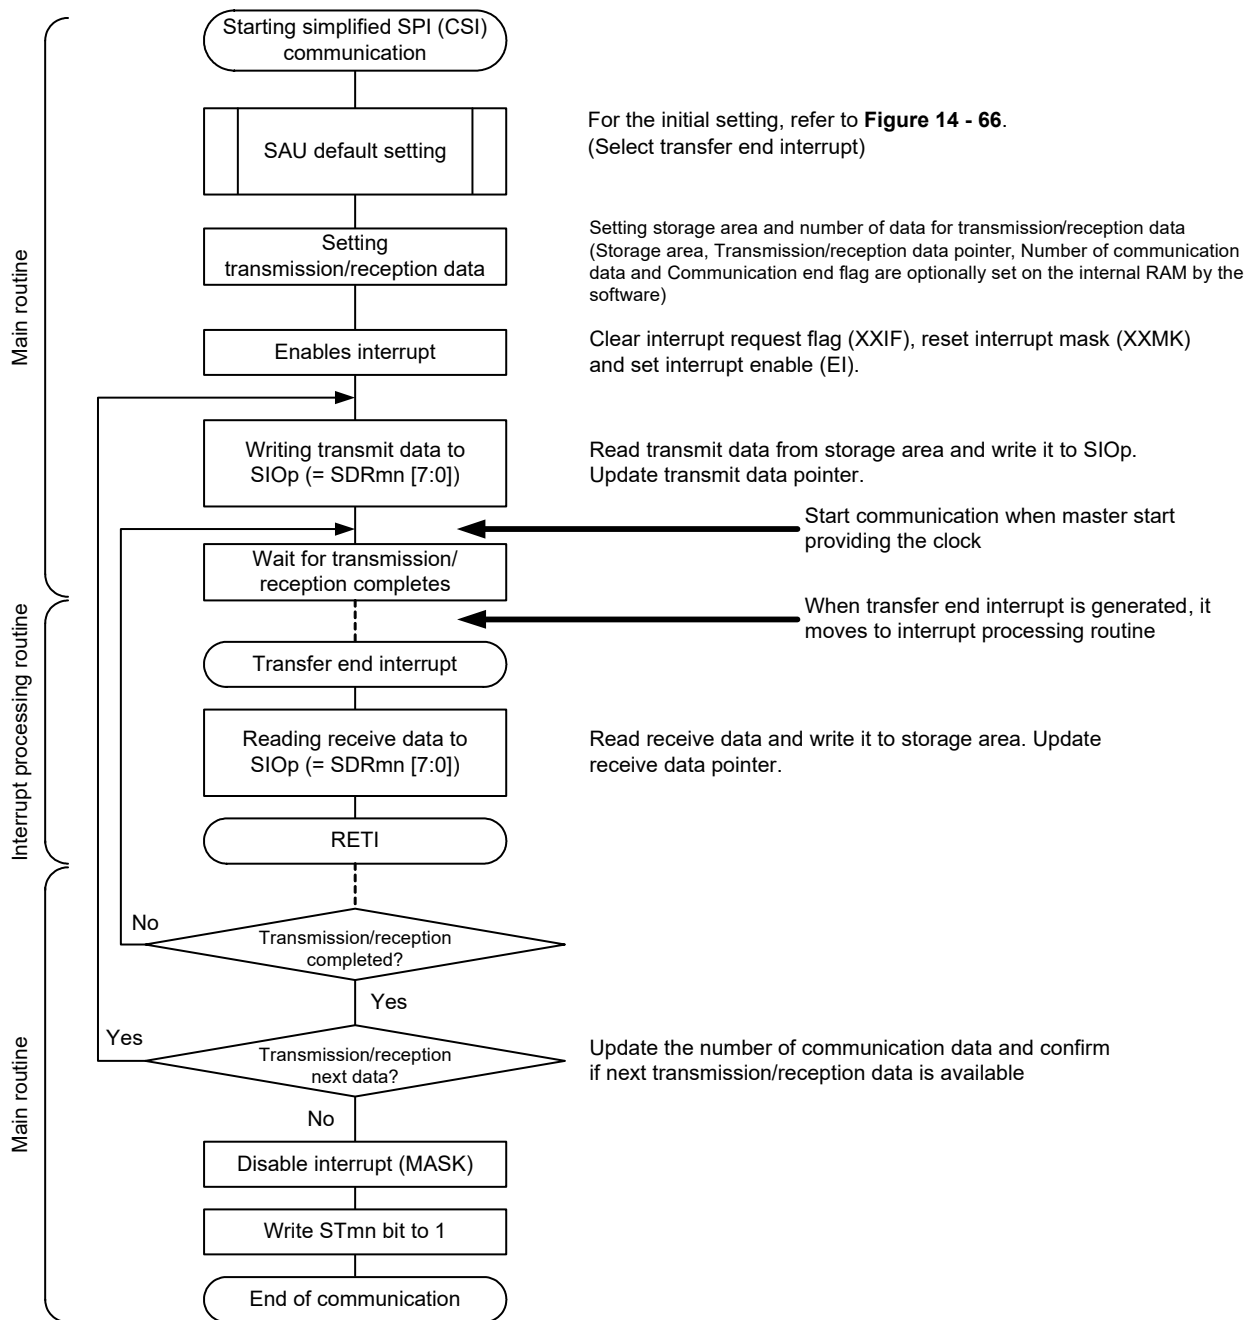 Starting simplified SPI (CSI)
communication
SAU default setting
For the initial setting, refer to Figure 14 - 66.
(Select transfer end interrupt)
Main routine
Setting
transmission/reception data
Setting storage area and number of data for transmission/reception data
(Storage area, Transmission/reception data pointer, Number of communication
data and Communication end flag are optionally set on the internal RAM by the
software)
Enables interrupt
Clear interrupt request flag (XXIF), reset interrupt mask (XXMK)
and set interrupt enable (EI).
Writing transmit data to
SIOp (= SDRmn [7:0])
Read transmit data from storage area and write it to SIOp.
Update transmit data pointer.
Start communication when master start
providing the clock
Wait for transmission/
reception completes
When transfer end interrupt is generated, it
moves to interrupt processing routine
Interrupt processing routine
Transfer end interrupt
Reading receive data to
SIOp (= SDRmn [7:0])
Read receive data and write it to storage area. Update
receive data pointer.
RETI
No
Transmission/reception
completed?
Yes
Main routine
Yes
Transmission/reception
next data?
Update the number of communication data and confirm
if next transmission/reception data is available
No
Disable interrupt (MASK)
Write STmn bit to 1
End of communication